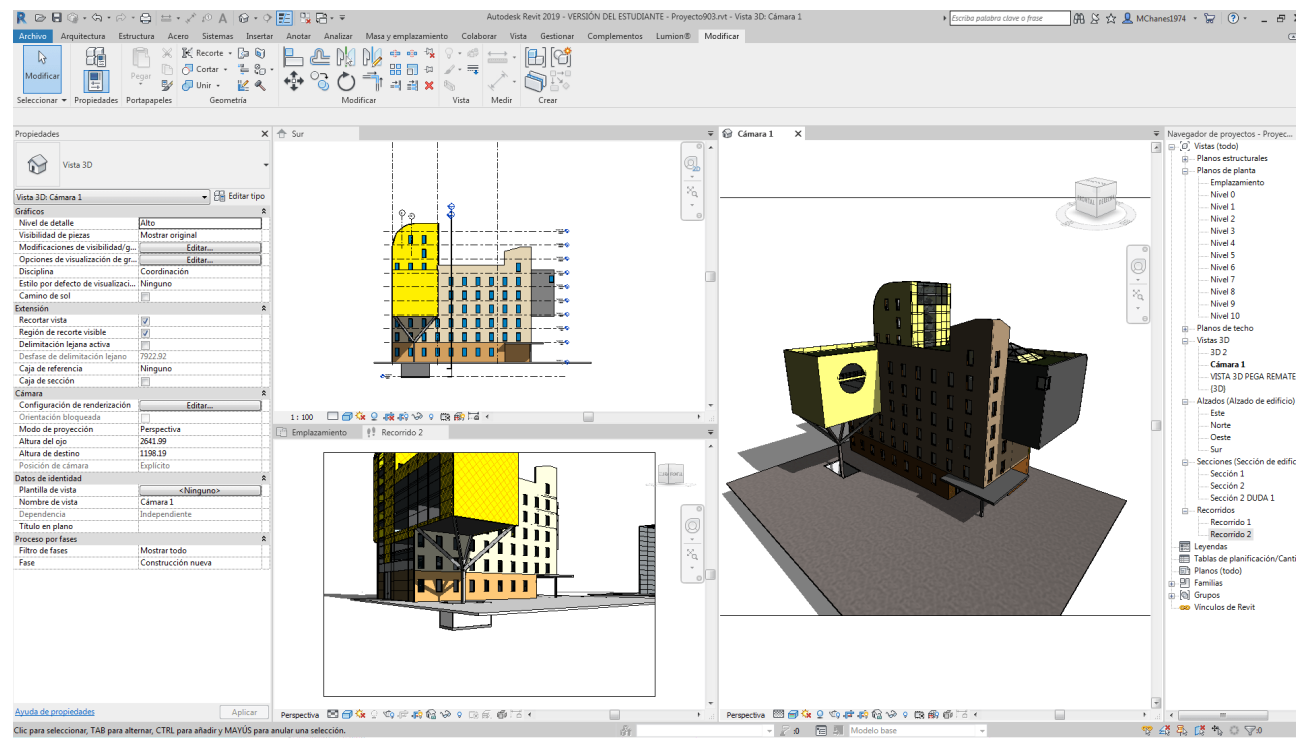 Autodesk Revit 2019 - VERSIÓN DEL ESTUDIANTE - Proyecto903.rvt - Vista 3D: Cámara 1
Escriba palabra clave o frase
MChanes1974
Archivo Arquitectura Estructura Acero Sistemas Insertar Anotar Analizar Masa y emplazamiento Colaborar Vista Gestionar Complementos Lumion® Modificar
Modificar
Pegar
Recorte
Cortar
Unir
Seleccionar Propiedades Portapapeles Geometría Modificar Vista Medir Crear
Propiedades
Vista 3D
Vista 3D: Cámara 1 Editar tipo
Gráficos
Nivel de detalle Alto
Visibilidad de piezas Mostrar original
Modificaciones de visibilidad/g... Editar...
Opciones de visualización de gr... Editar...
Disciplina Coordinación
Estilo por defecto de visualizaci... Ninguno
Camino de sol
Extensión
Recortar vista
Región de recorte visible
Delimitación lejana activa
Desfase de delimitación lejano 7922.92
Caja de referencia Ninguno
Caja de sección
Cámara
Configuración de renderización Editar...
Orientación bloqueada
Modo de proyección Perspectiva
Altura del ojo 2641.99
Altura de destino 1198.19
Posición de cámara Explícito
Datos de identidad
Plantilla de vista <Ninguno>
Nombre de vista Cámara 1
Dependencia Independiente
Título en plano
Proceso por fases
Filtro de fases Mostrar todo
Fase Construcción nueva
Ayuda de propiedades Aplicar
Sur
1 : 100
Emplazamiento Recorrido 2
Perspectiva
Cámara 1
Perspectiva
Navegador de proyectos - Proyec...
Vistas (todo)
Planos estructurales
Planos de planta
Emplazamiento
Nivel 0
Nivel 1
Nivel 2
Nivel 3
Nivel 4
Nivel 5
Nivel 6
Nivel 7
Nivel 8
Nivel 9
Nivel 10
Planos de techo
Vistas 3D
3D 2
Cámara 1
VISTA 3D PEGA REMATE
{3D}
Alzados (Alzado de edificio)
Este
Norte
Oeste
Sur
Secciones (Sección de edific
Sección 1
Sección 2
Sección 2 DUDA 1
Recorridos
Recorrido 1
Recorrido 2
Leyendas
Tablas de planificación/Canti
Planos (todo)
Familias
Grupos
Vínculos de Revit
Clic para seleccionar, TAB para alternar, CTRL para añadir y MAYÚS para anular una selección.
:0
Modelo base
:0